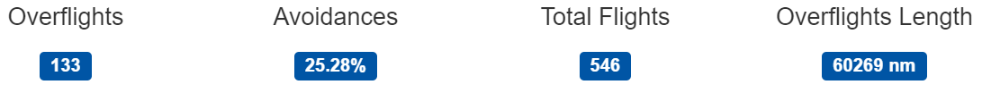 Overflights Avoidances Total Flights Overflights Length
133 25.28% 546 60269 nm